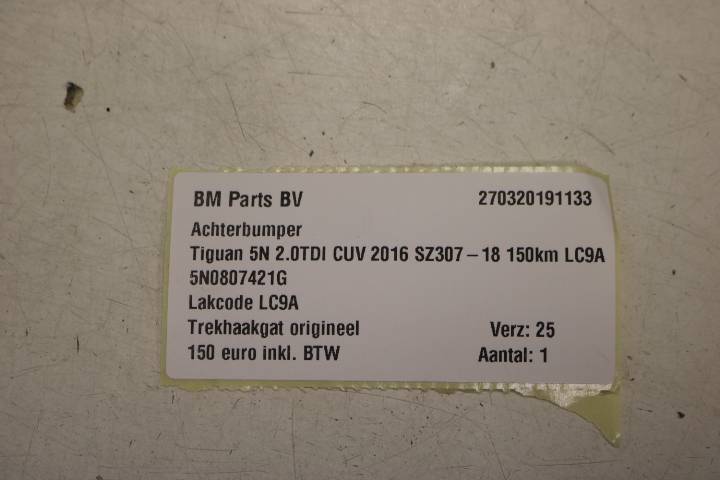 BM Parts BV 270320191133
Achterbumper
Tiguan 5N 2.0TDI CUV 2016 SZ307-18 150km LC9A
5N0807421G
Lakcode LC9A
Trekhaakgat origineel Verz: 25
150 euro inkl. BTW Aantal: 1